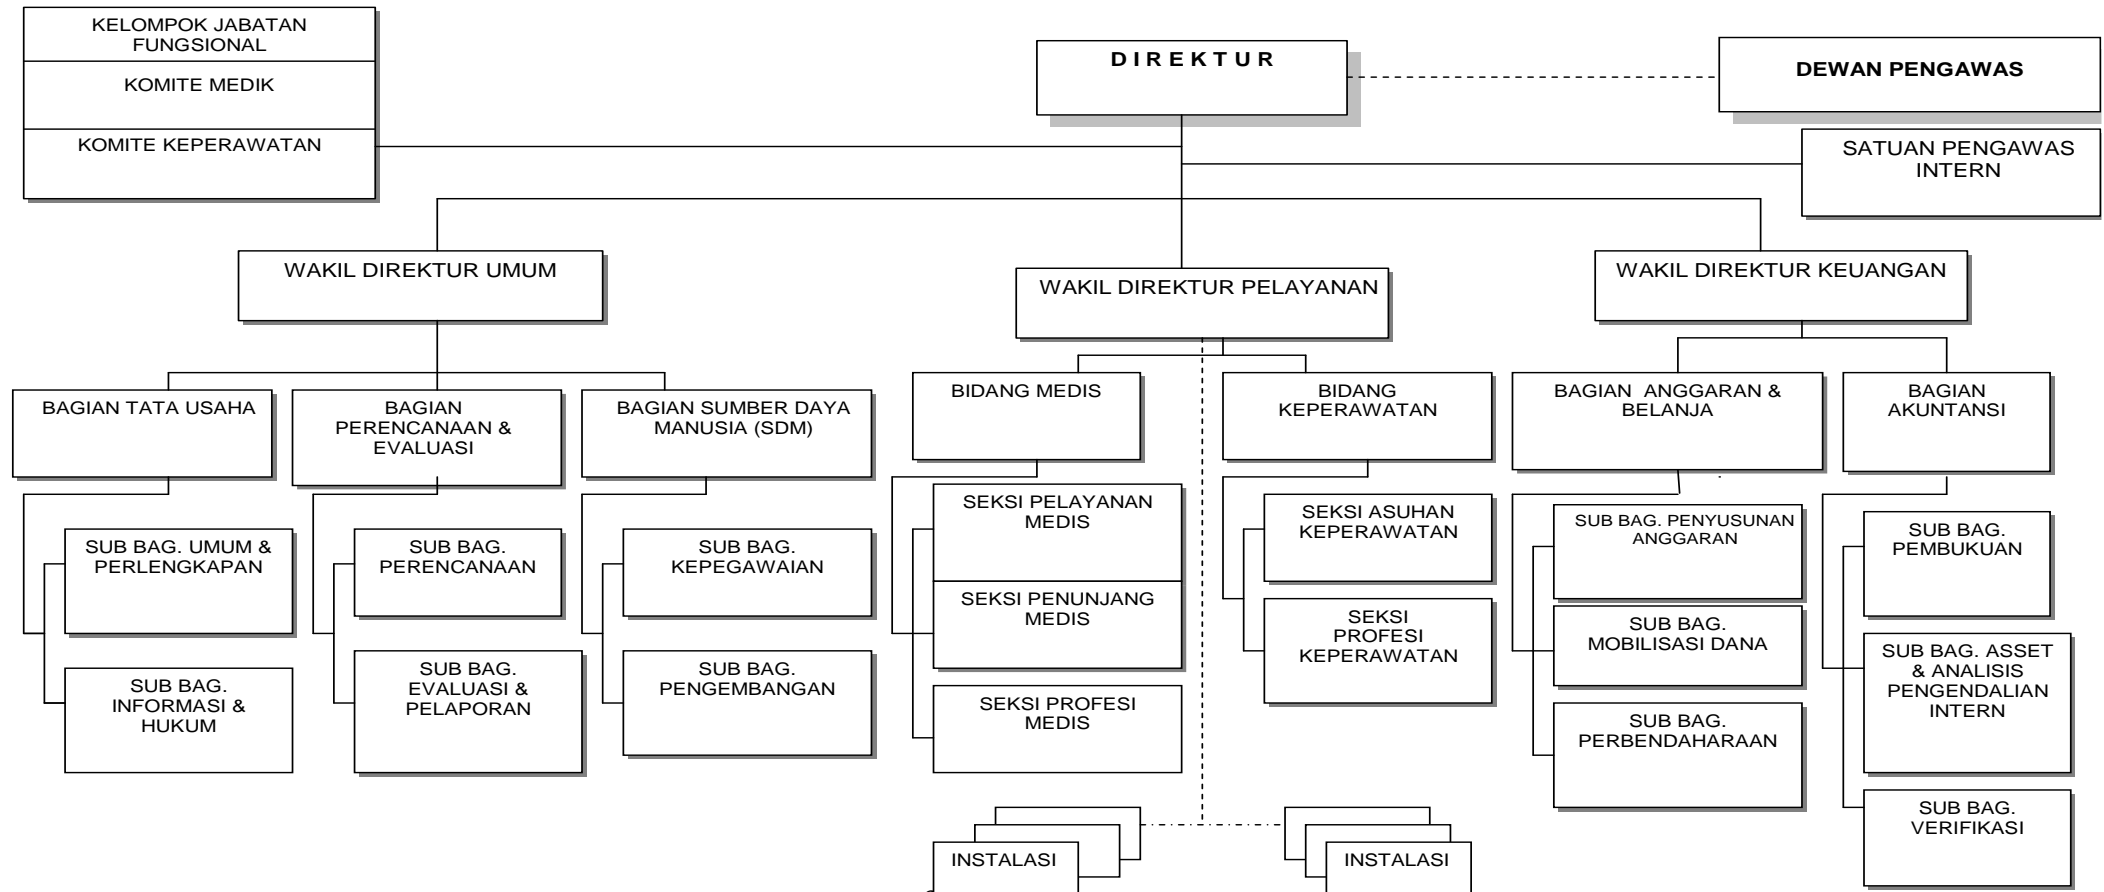 KELOMPOK JABATAN
FUNGSIONAL
KOMITE MEDIK
KOMITE KEPERAWATAN
D I R E K T U R
DEWAN PENGAWAS
SATUAN PENGAWAS
INTERN
WAKIL DIREKTUR UMUM
WAKIL DIREKTUR PELAYANAN
WAKIL DIREKTUR KEUANGAN
BAGIAN TATA USAHA
BAGIAN
PERENCANAAN &
EVALUASI
BAGIAN SUMBER DAYA
MANUSIA (SDM)
BIDANG MEDIS
BIDANG
KEPERAWATAN
BAGIAN ANGGARAN &
BELANJA
BAGIAN
AKUNTANSI
SUB BAG. UMUM &
PERLENGKAPAN
SUB BAG.
INFORMASI &
HUKUM
SUB BAG.
PERENCANAAN
SUB BAG.
EVALUASI &
PELAPORAN
SUB BAG.
KEPEGAWAIAN
SUB BAG.
PENGEMBANGAN
SEKSI PELAYANAN
MEDIS
SEKSI PENUNJANG
MEDIS
SEKSI PROFESI
MEDIS
SEKSI ASUHAN
KEPERAWATAN
SEKSI
PROFESI
KEPERAWATAN
SUB BAG. PENYUSUNAN
ANGGARAN
SUB BAG.
MOBILISASI DANA
SUB BAG.
PERBENDAHARAAN
SUB BAG.
PEMBUKUAN
SUB BAG. ASSET
& ANALISIS
PENGENDALIAN
INTERN
SUB BAG.
VERIFIKASI
INSTALASI
INSTALASI